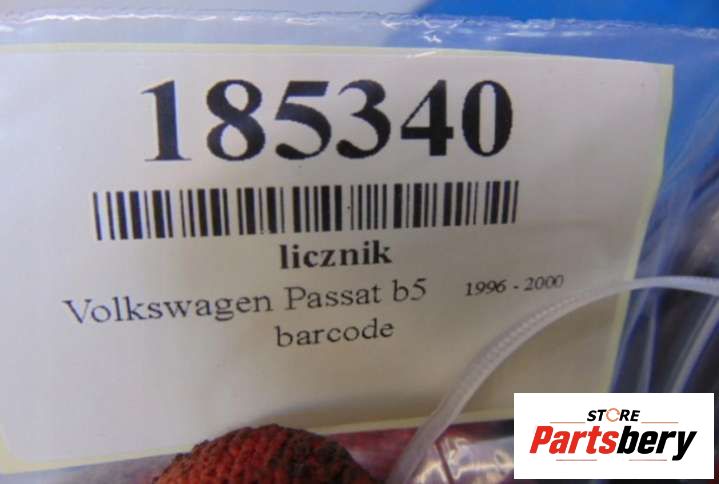 185340
licznik
Volkswagen Passat b5 1996 - 2000
barcode
STORE
Partsbery